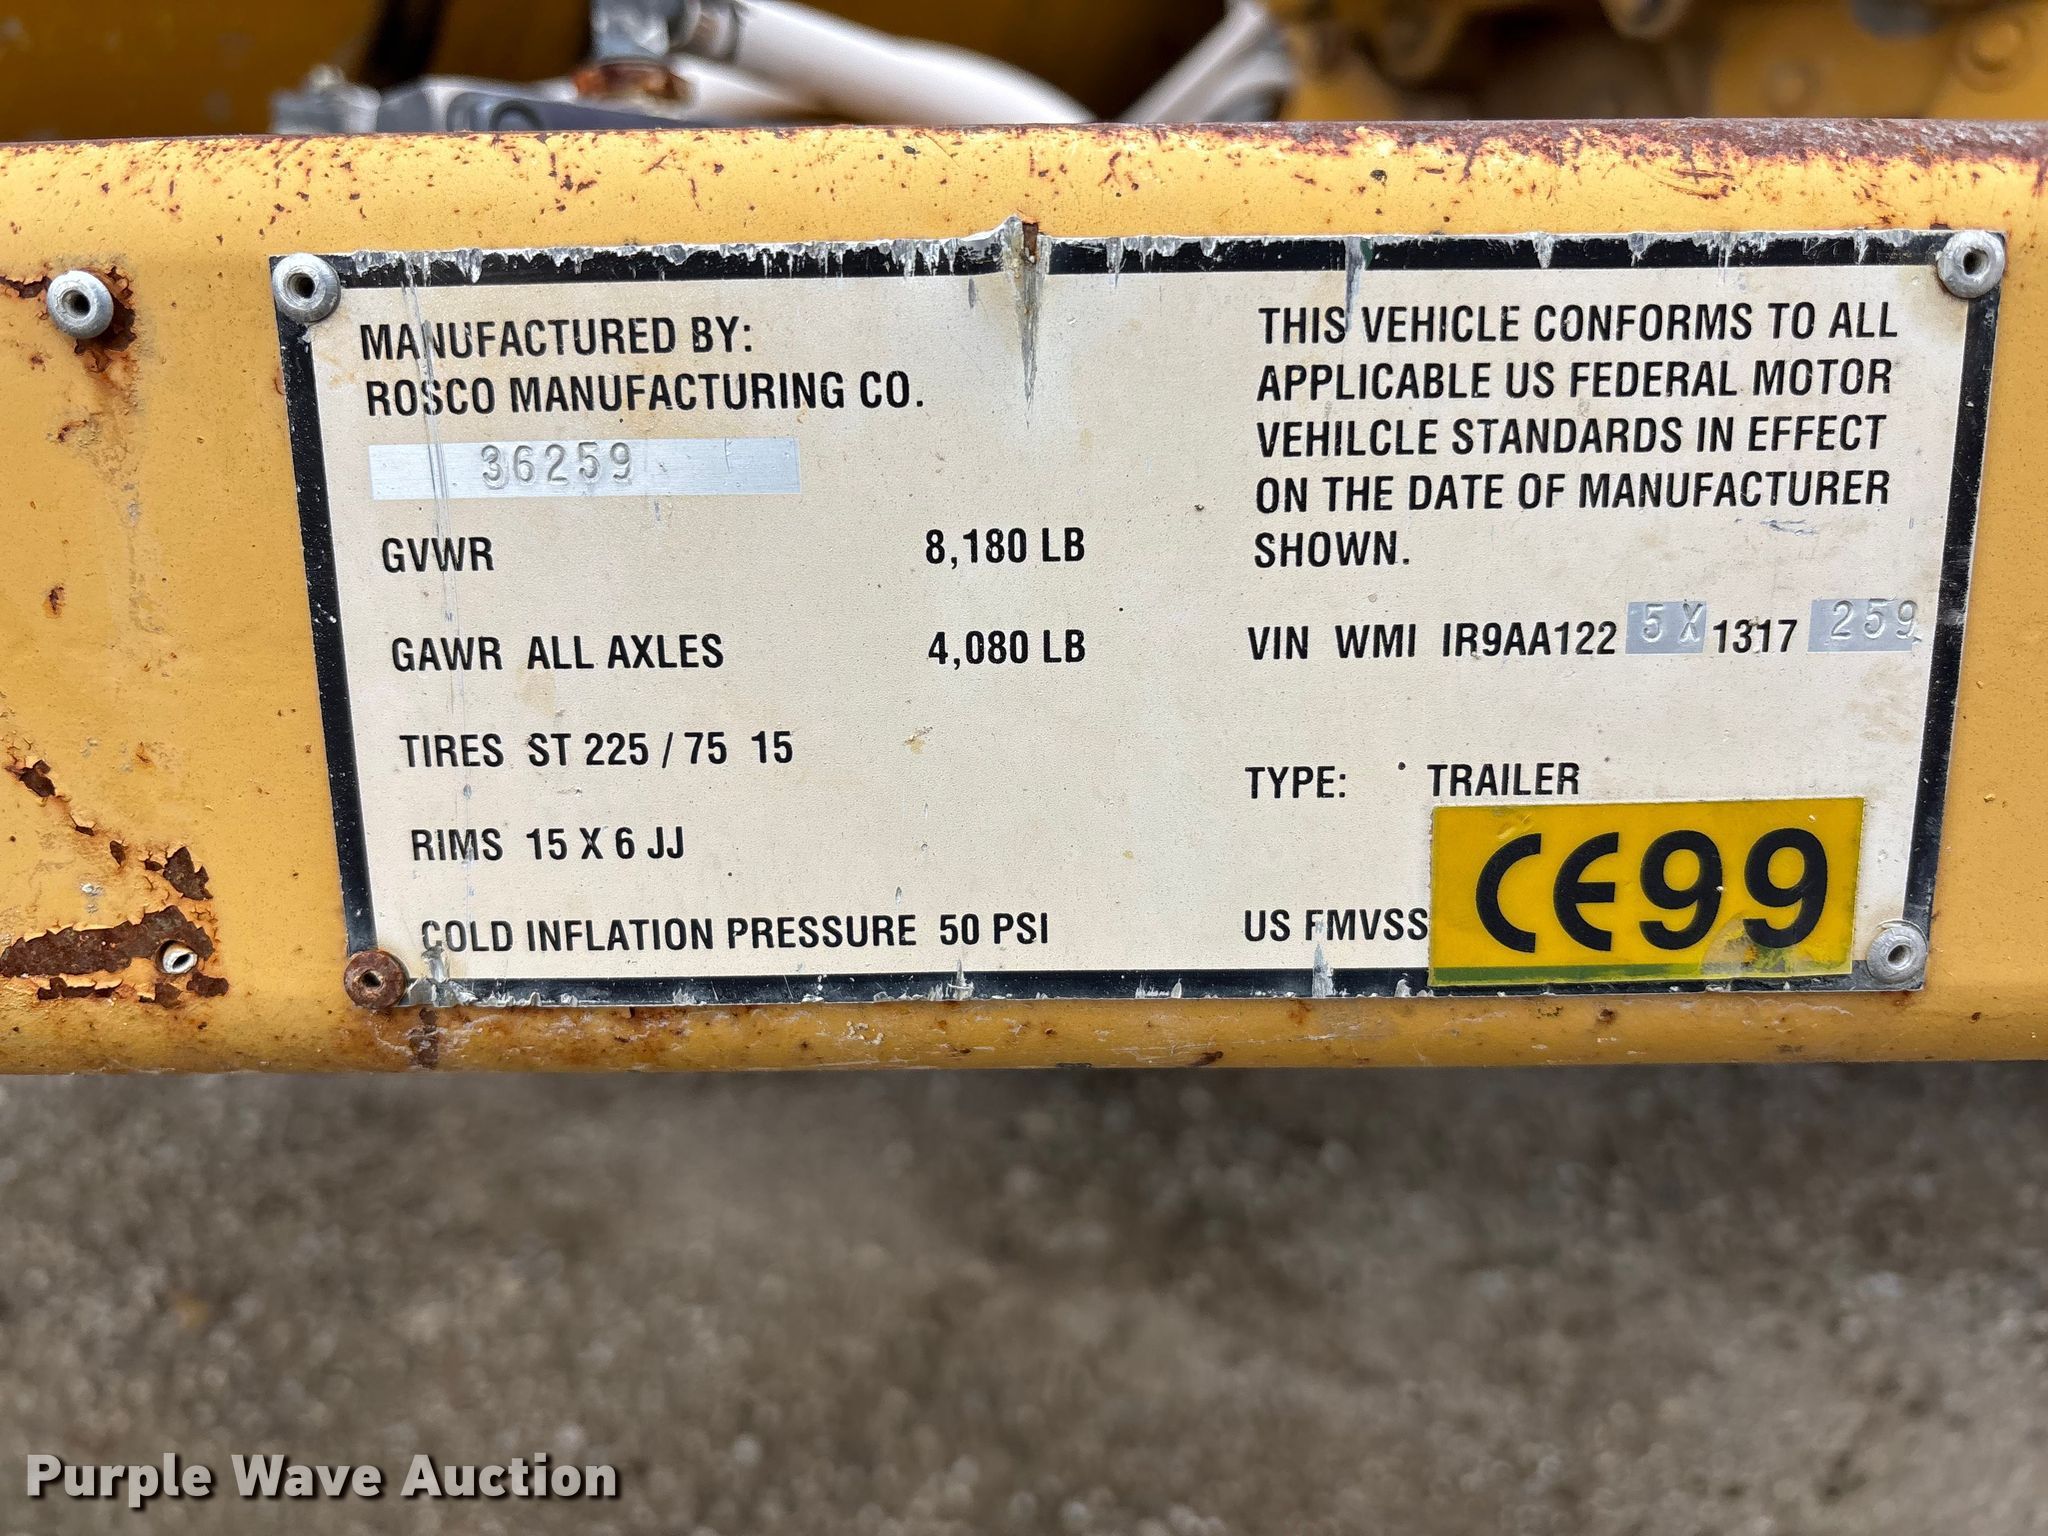 MANUFACTURED BY:
ROSCO MANUFACTURING CO.
36259
GVWR 8,180 LB
GAWR ALL AXLES 4,080 LB
TIRES ST 225 / 75 15
RIMS 15 X 6 JJ
COLD INFLATION PRESSURE 50 PSI
THIS VEHICLE CONFORMS TO ALL
APPLICABLE US FEDERAL MOTOR
VEHILCLE STANDARDS IN EFFECT
ON THE DATE OF MANUFACTURER
SHOWN.
VIN WMI IR9AA122 5 X 1317 259
TYPE: TRAILER
US FMVSS
CE99
Purple Wave Auction